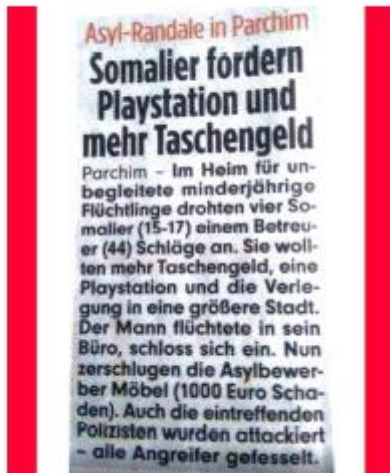 Asyl-Randale in Parchim
Somalier fordern
Playstation und
mehr Taschengeld
Parchim – Im Heim für un-
begleitete minderjährige
Flüchtlinge drohten vier So-
malier (15-17) einem Betreu-
er (44) Schläge an. Sie woll-
ten mehr Taschengeld, eine
Playstation und die Verle-
gung in eine größere Stadt.
Der Mann flüchtete in sein
Büro, schloss sich ein. Nun
zerschlugen die Asylbewer-
ber Möbel (1000 Euro Scha-
den). Auch die eintreffenden
Polizisten wurden attackiert
– alle Angreifer gefesselt.